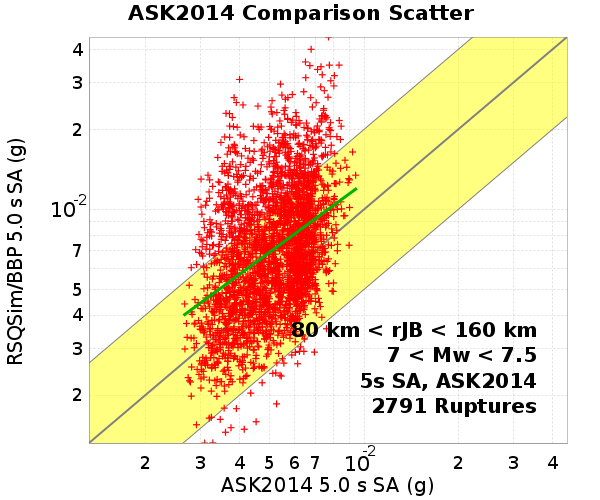 ASK2014 Comparison Scatter
RSQSim/BBP 5.0 s SA (g)
4
3
2
10-2
7
5
4
3
2
80 km < rJB < 160 km
7 < Mw < 7.5
5s SA, ASK2014
2791 Ruptures
2 3 4 5 6 7 10-2 2 3 4
ASK2014 5.0 s SA (g)